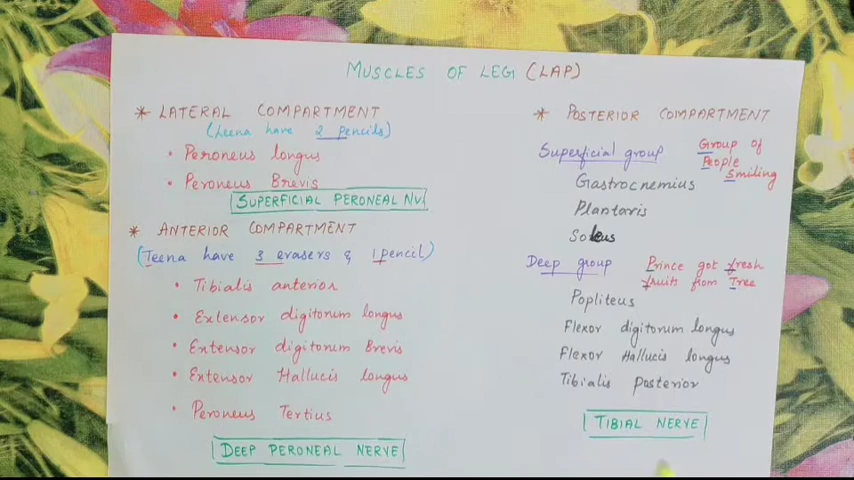 MUSCLES OF LEG (LAP)
* LATERAL COMPARTMENT
(Leena have 2 pencils)
• Peroneus longus
• Peroneus Brevis
SUPERFICIAL PERONEAL NV.
* ANTERIOR COMPARTMENT
(Teena have 3 erasers & 1 pencil)
• Tibialis anterior
• Extensor digitorum longus
• Extensor digitorum Brevis
• Extensor Hallucis longus
• Peroneus Tertius
DEEP PERONEAL NERVE
* POSTERIOR COMPARTMENT
Superficial group
Group of
People
Smiling
Gastrocnemius
Plantaris
Soleus
Deep group
Prince got fresh
fruits from Tree
Popliteus
Flexor digitorum longus
Flexor Hallucis longus
Tibialis posterior
TIBIAL NERVE